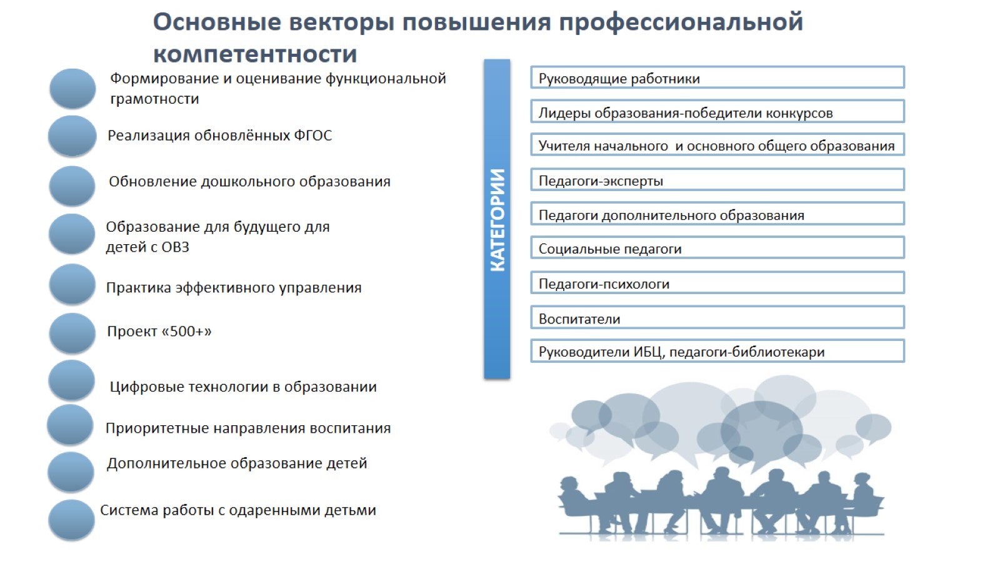 Основные векторы повышения профессиональной
компетентности
Формирование и оценивание функциональной
грамотности
Реализация обновлённых ФГОС
Обновление дошкольного образования
Образование для будущего для
детей с ОВЗ
Практика эффективного управления
Проект «500+»
Цифровые технологии в образовании
Приоритетные направления воспитания
Дополнительное образование детей
Система работы с одаренными детьми
КАТЕГОРИИ
Руководящие работники
Лидеры образования-победители конкурсов
Учителя начального и основного общего образования
Педагоги-эксперты
Педагоги дополнительного образования
Социальные педагоги
Педагоги-психологи
Воспитатели
Руководители ИБЦ, педагоги-библиотекари